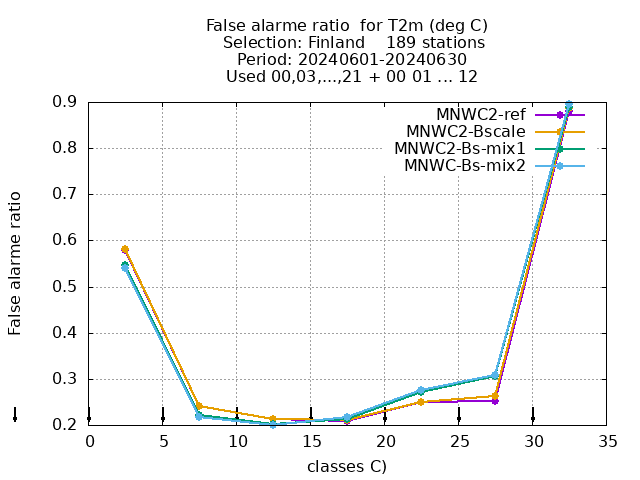 False alarme ratio  for T2m (deg C)
Selection: Finland    189 stations
Period: 20240601-20240630
Used 00,03,...,21 + 00 01 ... 12
MNWC2-ref
MNWC2-Bscale
MNWC2-Bs-mix1
MNWC-Bs-mix2
False alarme ratio
0.9
0.8
0.7
0.6
0.5
0.4
0.3
0.2
0 5 10 15 20 25 30 35
classes C)